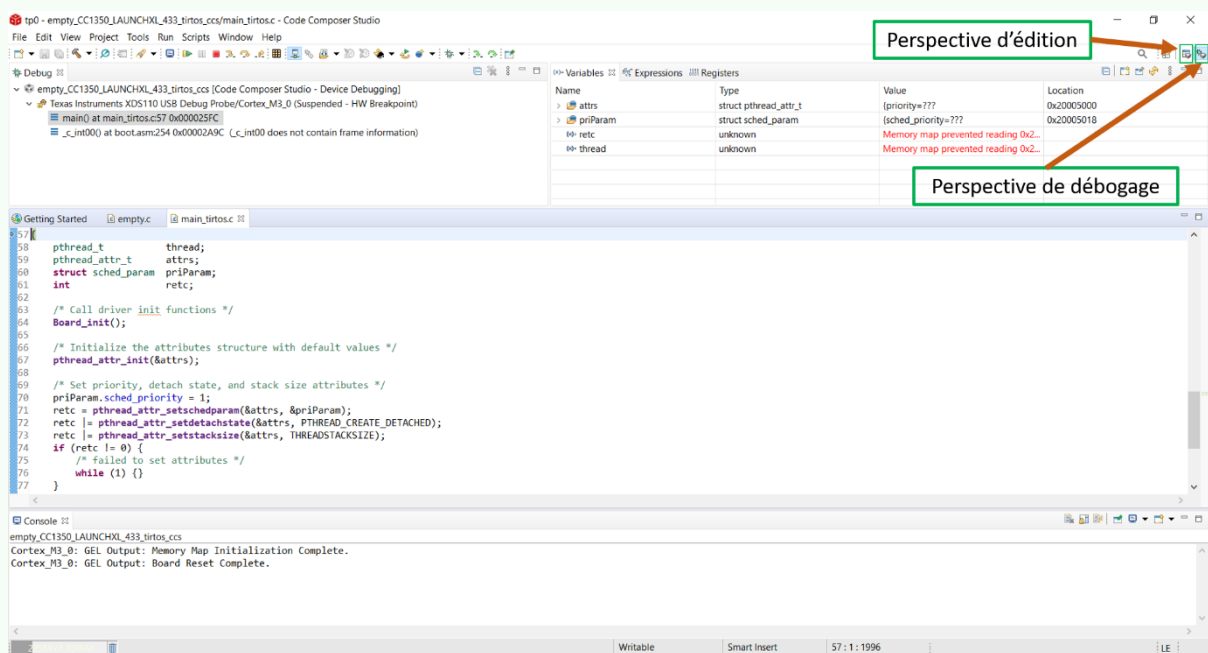 tp0 - empty_CC1350_LAUNCHXL_433_tirtos_ccs/main_tirtos.c - Code Composer Studio
File Edit View Project Tools Run Scripts Window Help
Perspective d'édition
Debug
empty_CC1350_LAUNCHXL_433_tirtos_ccs [Code Composer Studio - Device Debugging]
Texas Instruments XDS110 USB Debug Probe/Cortex_M3_0 (Suspended - HW Breakpoint)
main() at main_tirtos.c:57 0x000025FC
_c_int00() at boot.asm:254 0x00002A9C (_c_int00 does not contain frame information)
Variables Expressions Registers
Name Type Value Location
attrs struct pthread_attr_t {priority=??? 0x20005000
priParam struct sched_param {sched_priority=??? 0x20005018
retc unknown Memory map prevented reading 0x2...
thread unknown Memory map prevented reading 0x2...
Perspective de débogage
Getting Started empty.c main_tirtos.c
57 {
58 pthread_t thread;
59 pthread_attr_t attrs;
60 struct sched_param priParam;
61 int retc;
62
63 /* Call driver init functions */
64 Board_init();
65
66 /* Initialize the attributes structure with default values */
67 pthread_attr_init(&attrs);
68
69 /* Set priority, detach state, and stack size attributes */
70 priParam.sched_priority = 1;
71 retc = pthread_attr_setschedparam(&attrs, &priParam);
72 retc |= pthread_attr_setdetachstate(&attrs, PTHREAD_CREATE_DETACHED);
73 retc |= pthread_attr_setstacksize(&attrs, THREADSTACKSIZE);
74 if (retc != 0) {
75 /* failed to set attributes */
76 while (1) {}
77 }
Console
empty_CC1350_LAUNCHXL_433_tirtos_ccs
Cortex_M3_0: GEL Output: Memory Map Initialization Complete.
Cortex_M3_0: GEL Output: Board Reset Complete.
Writable Smart Insert 57 : 1 : 1996 LE